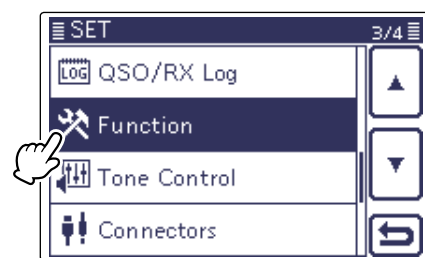 SET
3/4
LOG QSO/RX Log
Function
Tone Control
Connectors